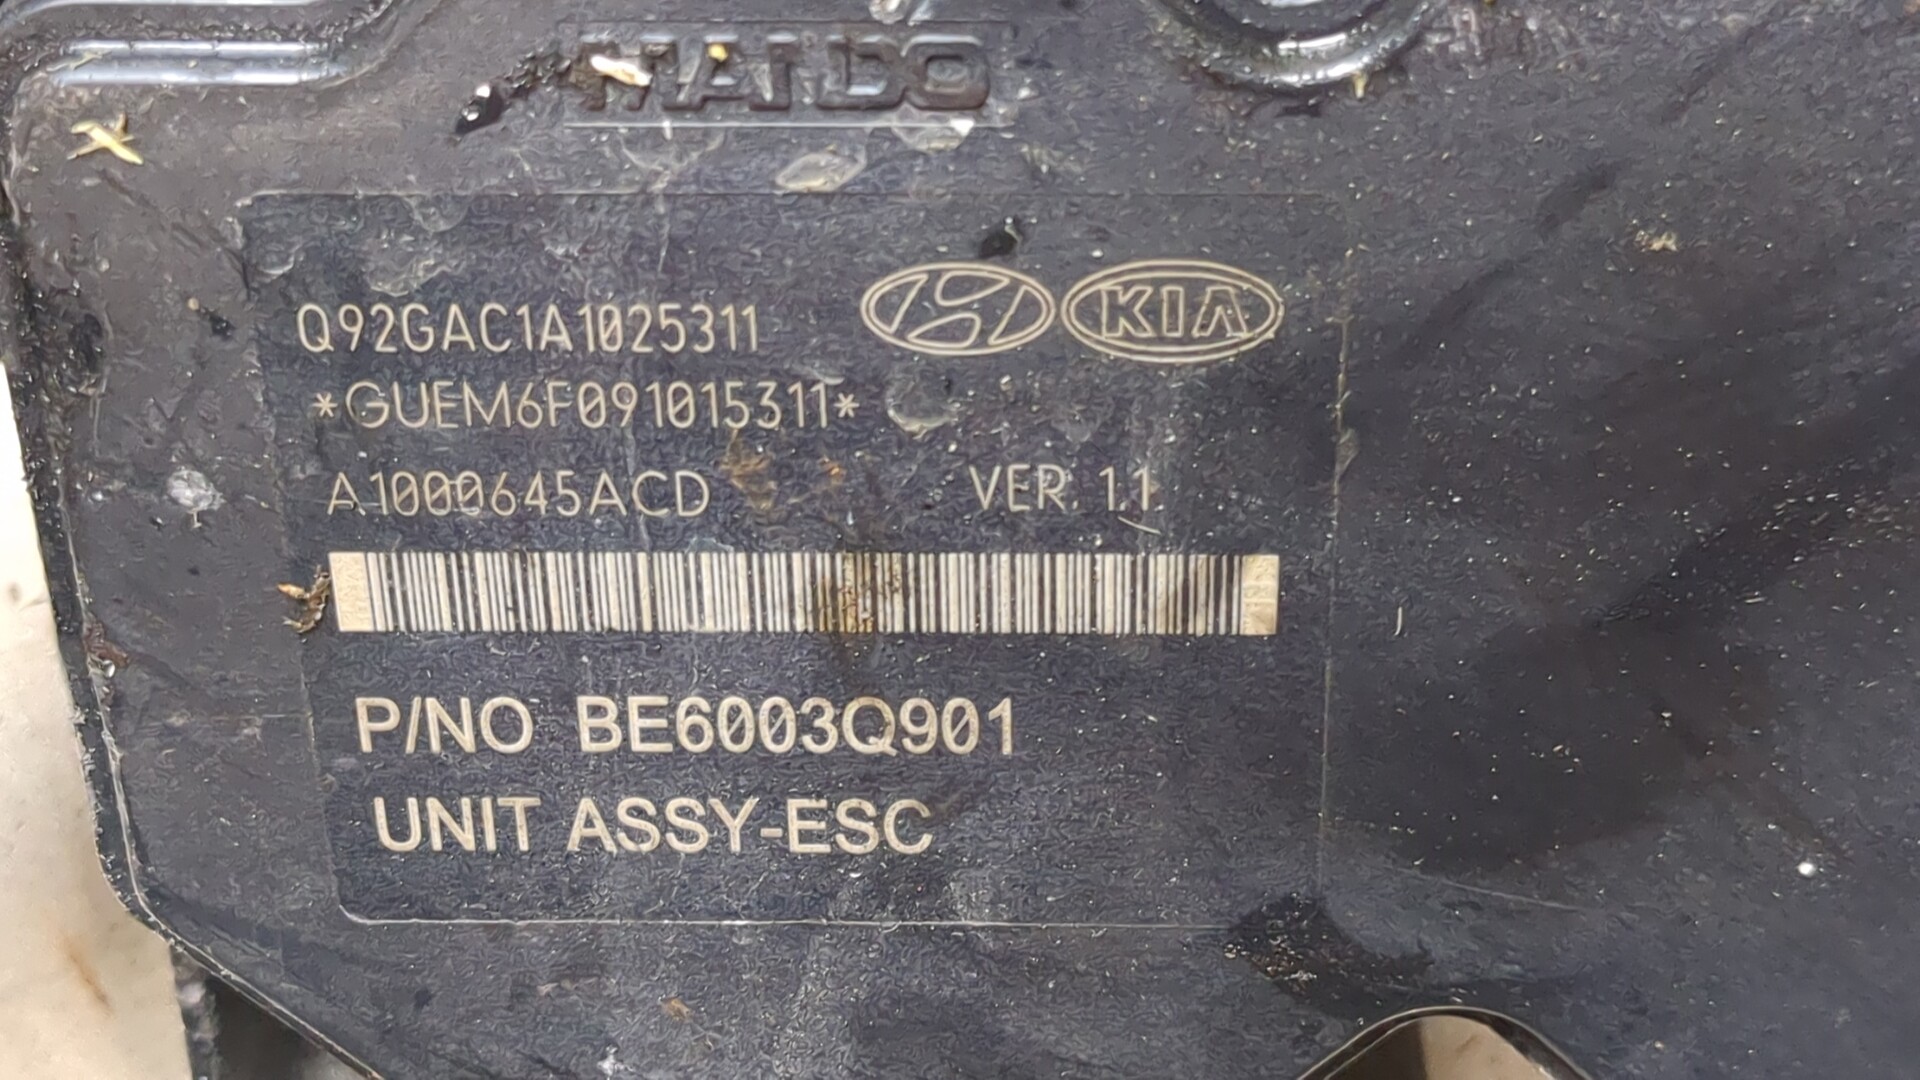 MANDO
Q92GAC1A1025311
KIA
*GUEM6F091015311*
A1000645ACD VER. 1.1
P/NO BE6003Q901
UNIT ASSY-ESC